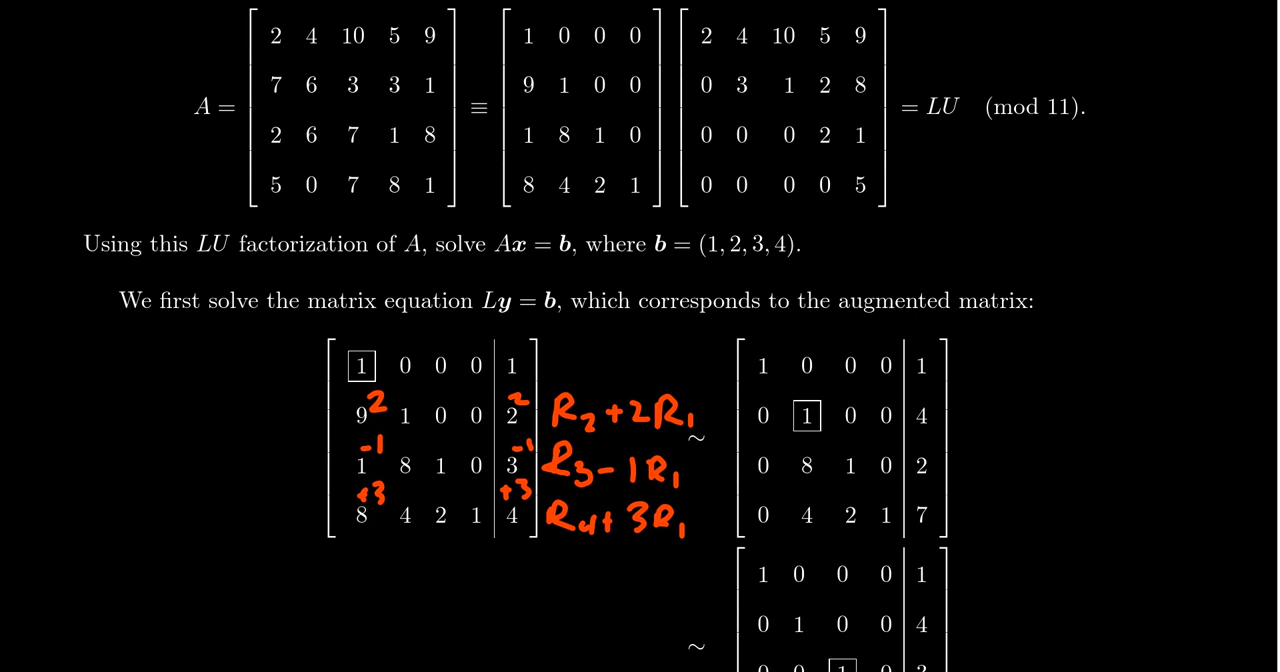 A = [ 2 4 10 5 9 ; 7 6 3 3 1 ; 2 6 7 1 8 ; 5 0 7 8 1 ] ≡ [ 1 0 0 0 ; 9 1 0 0 ; 1 8 1 0 ; 8 4 2 1 ] [ 2 4 10 5 9 ; 0 3 1 2 8 ; 0 0 0 2 1 ; 0 0 0 0 5 ] = LU (mod 11).
Using this LU factorization of A, solve Ax = b, where b = (1, 2, 3, 4).
We first solve the matrix equation Ly = b, which corresponds to the augmented matrix:
1 0 0 0 | 1
2 2
9 1 0 0 | 2 R2 + 2R1
-1 -1
1 8 1 0 | 3 R3 - 1R1
+3 +3
8 4 2 1 | 4 R4 + 3R1
~
1 0 0 0 | 1
0 1 0 0 | 4
0 8 1 0 | 2
0 4 2 1 | 7
~
1 0 0 0 | 1
0 1 0 0 | 4